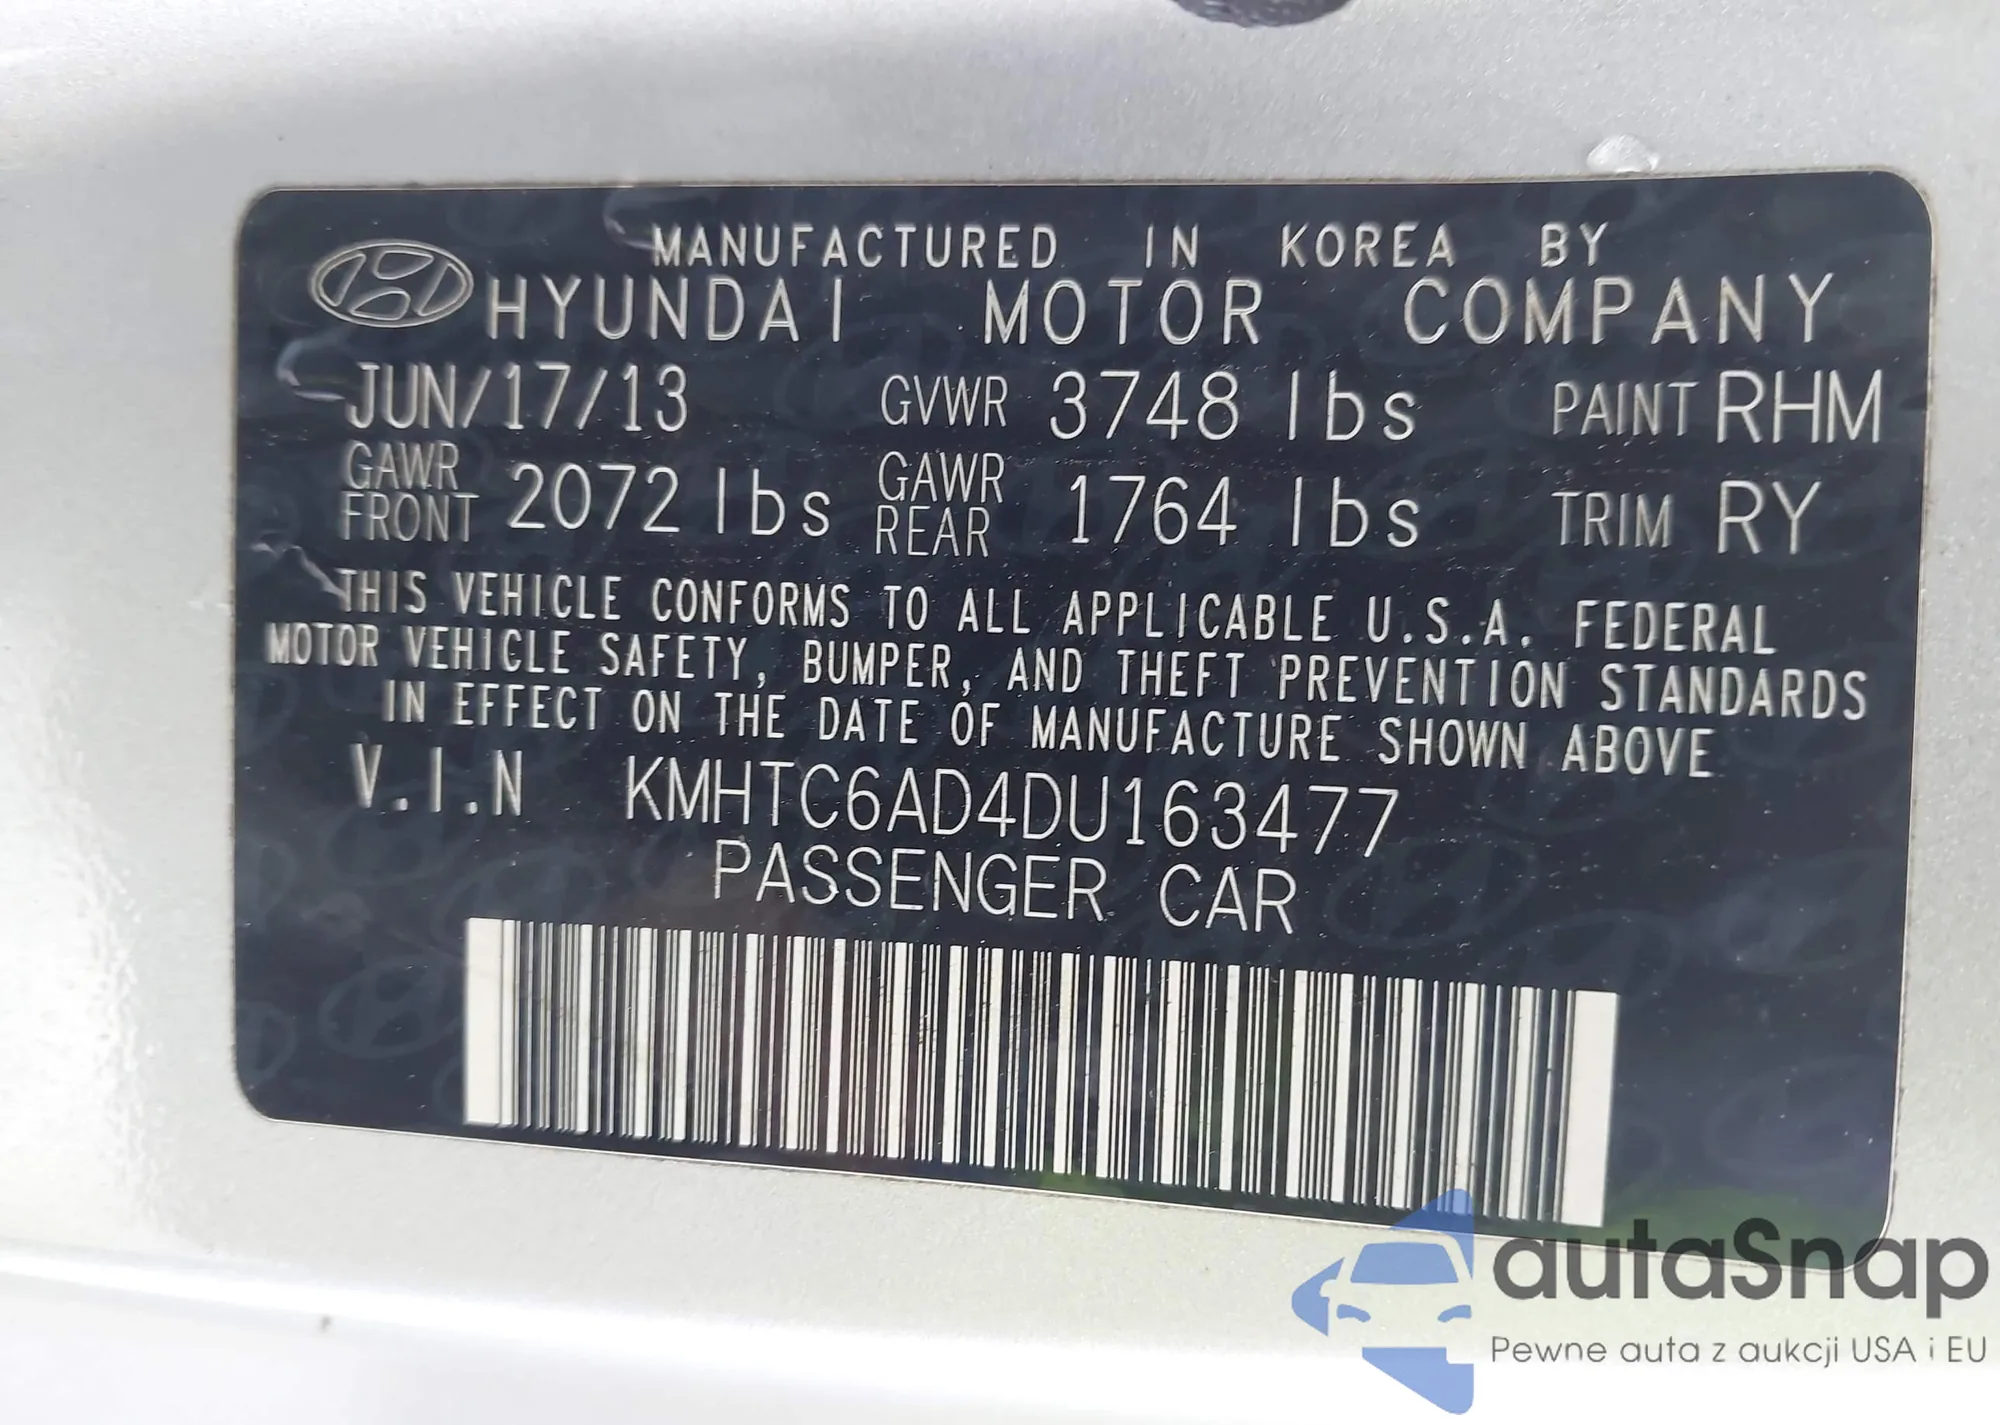 MANUFACTURED IN KOREA BY
HYUNDAI MOTOR COMPANY
JUN/17/13 GVWR 3748 lbs PAINT RHM
GAWR FRONT 2072 lbs GAWR REAR 1764 lbs TRIM RY
THIS VEHICLE CONFORMS TO ALL APPLICABLE U.S.A. FEDERAL
MOTOR VEHICLE SAFETY, BUMPER, AND THEFT PREVENTION STANDARDS
IN EFFECT ON THE DATE OF MANUFACTURE SHOWN ABOVE
V.I.N KMHTC6AD4DU163477
PASSENGER CAR
autaSnap
Pewne auta z aukcji USA i EU